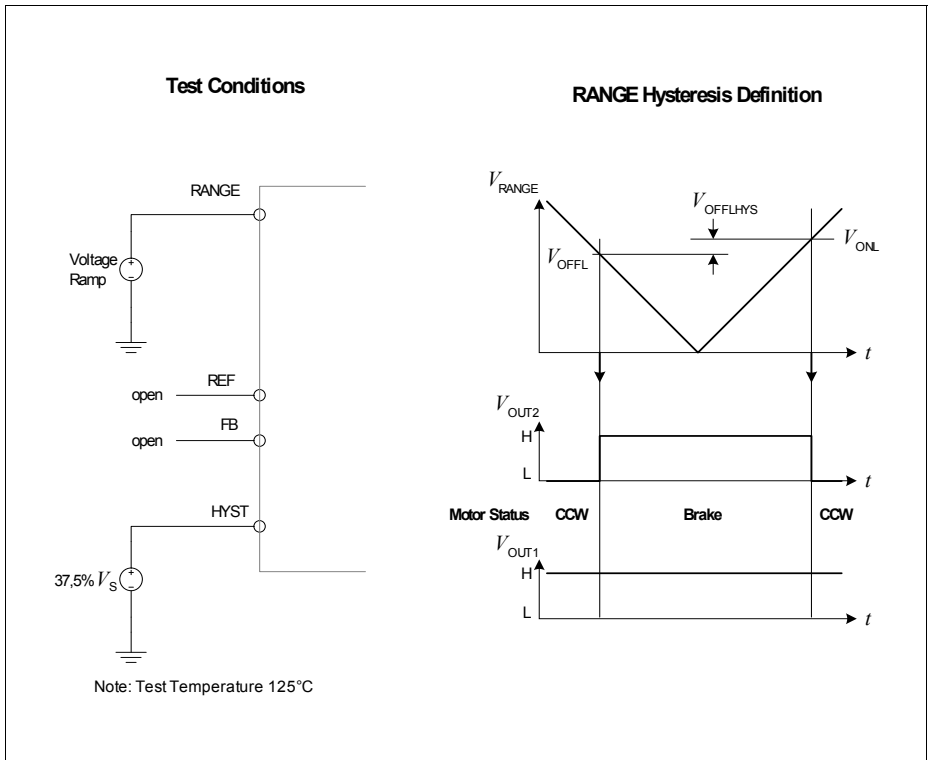 Test Conditions
RANGE
Voltage
Ramp
REF
open
FB
open
HYST
37,5% VS
Note: Test Temperature 125°C
RANGE Hysteresis Definition
VRANGE
VOFFLHYS
VOFFL
VONL
t
VOUT2
H
L
t
Motor Status CCW Brake CCW
VOUT1
H
L
t